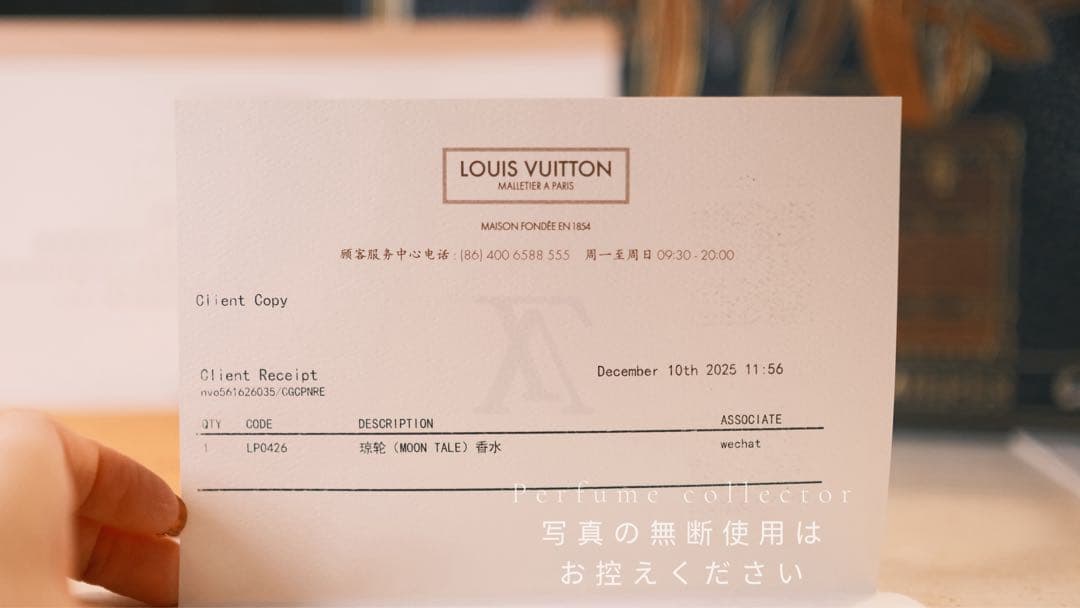 LOUIS VUITTON
MALLETIER A PARIS
MAISON FONDÉE EN 1854
顾客服务中心电话 : (86) 400 6588 555 周一至周日 09:30 - 20:00
Client Copy
Client Receipt
December 10th 2025 11:56
nvo561626035/CGCPNRE
QTY CODE DESCRIPTION ASSOCIATE
1 LP0426 琼轮（MOON TALE）香水 wechat
Perfume collector
写真の無断使用は
お控えください